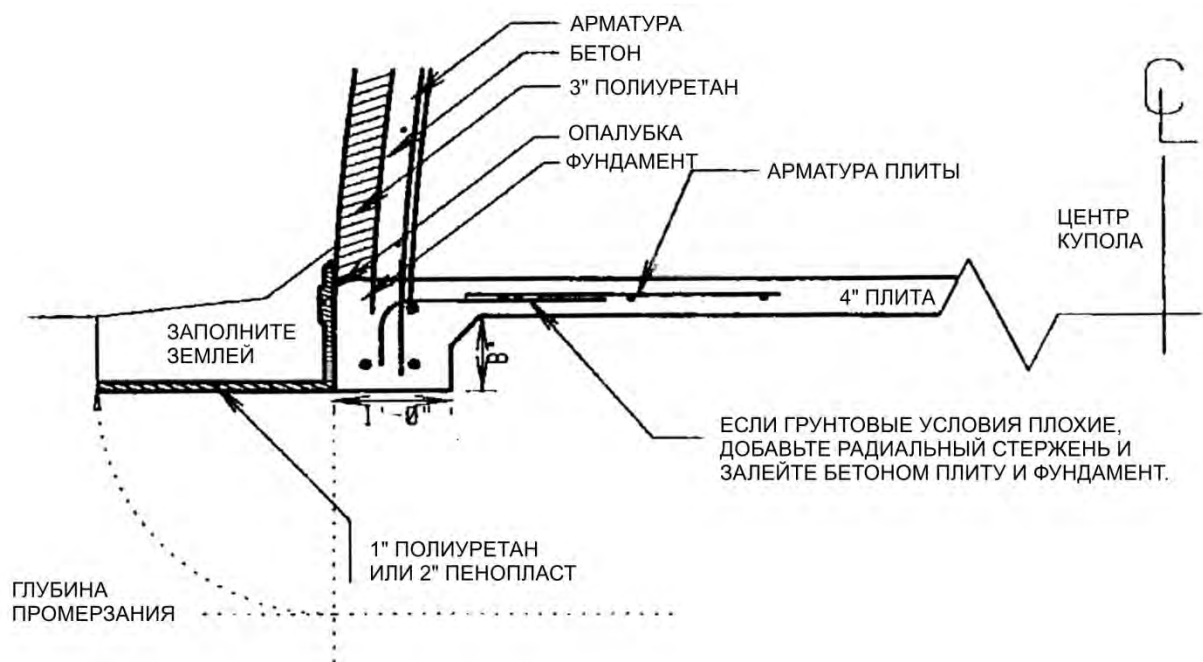 АРМАТУРА
БЕТОН
3" ПОЛИУРЕТАН
ОПАЛУБКА
ФУНДАМЕНТ
АРМАТУРА ПЛИТЫ
ЦЕНТР
КУПОЛА
4" ПЛИТА
ЗАПОЛНИТЕ
ЗЕМЛЕЙ
8"
1'-0"
ЕСЛИ ГРУНТОВЫЕ УСЛОВИЯ ПЛОХИЕ,
ДОБАВЬТЕ РАДИАЛЬНЫЙ СТЕРЖЕНЬ И
ЗАЛЕЙТЕ БЕТОНОМ ПЛИТУ И ФУНДАМЕНТ.
1" ПОЛИУРЕТАН
ИЛИ 2" ПЕНОПЛАСТ
ГЛУБИНА
ПРОМЕРЗАНИЯ